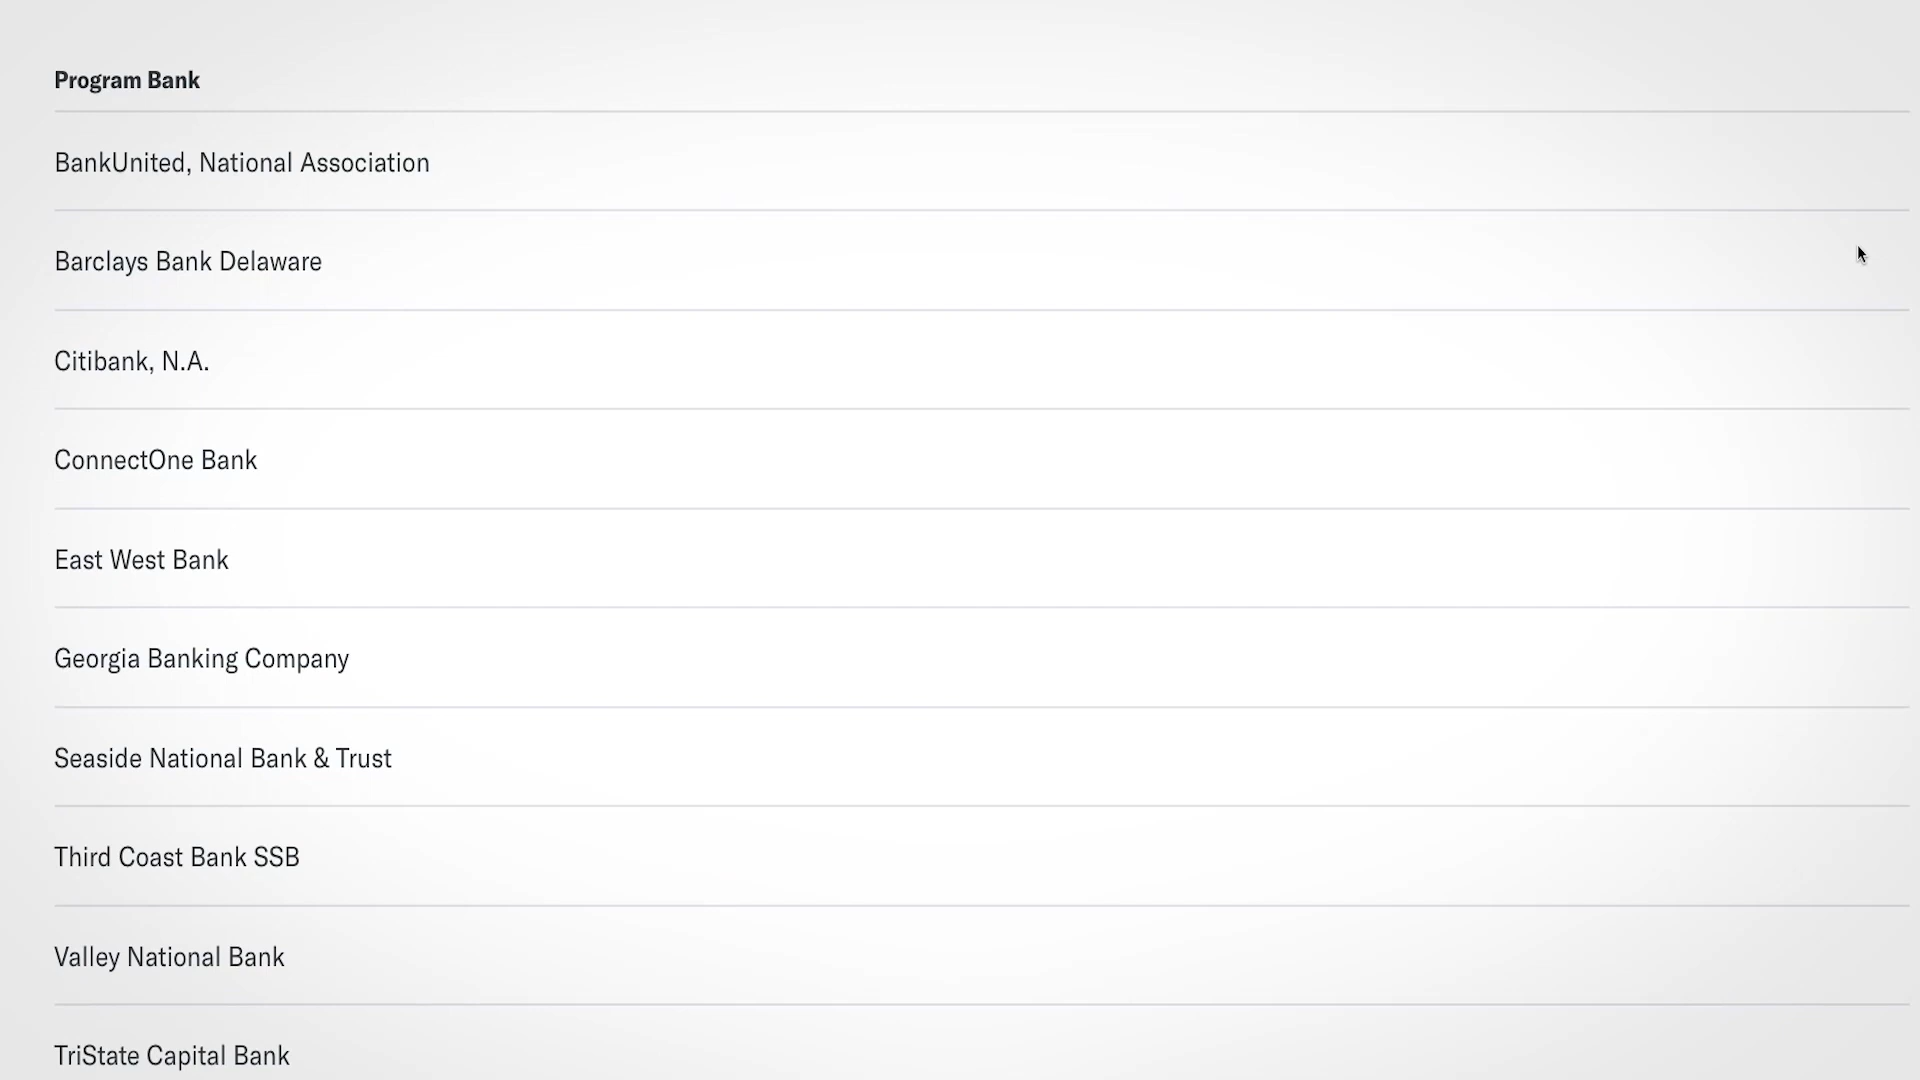 Program Bank
BankUnited, National Association
Barclays Bank Delaware
Citibank, N.A.
ConnectOne Bank
East West Bank
Georgia Banking Company
Seaside National Bank & Trust
Third Coast Bank SSB
Valley National Bank
TriState Capital Bank